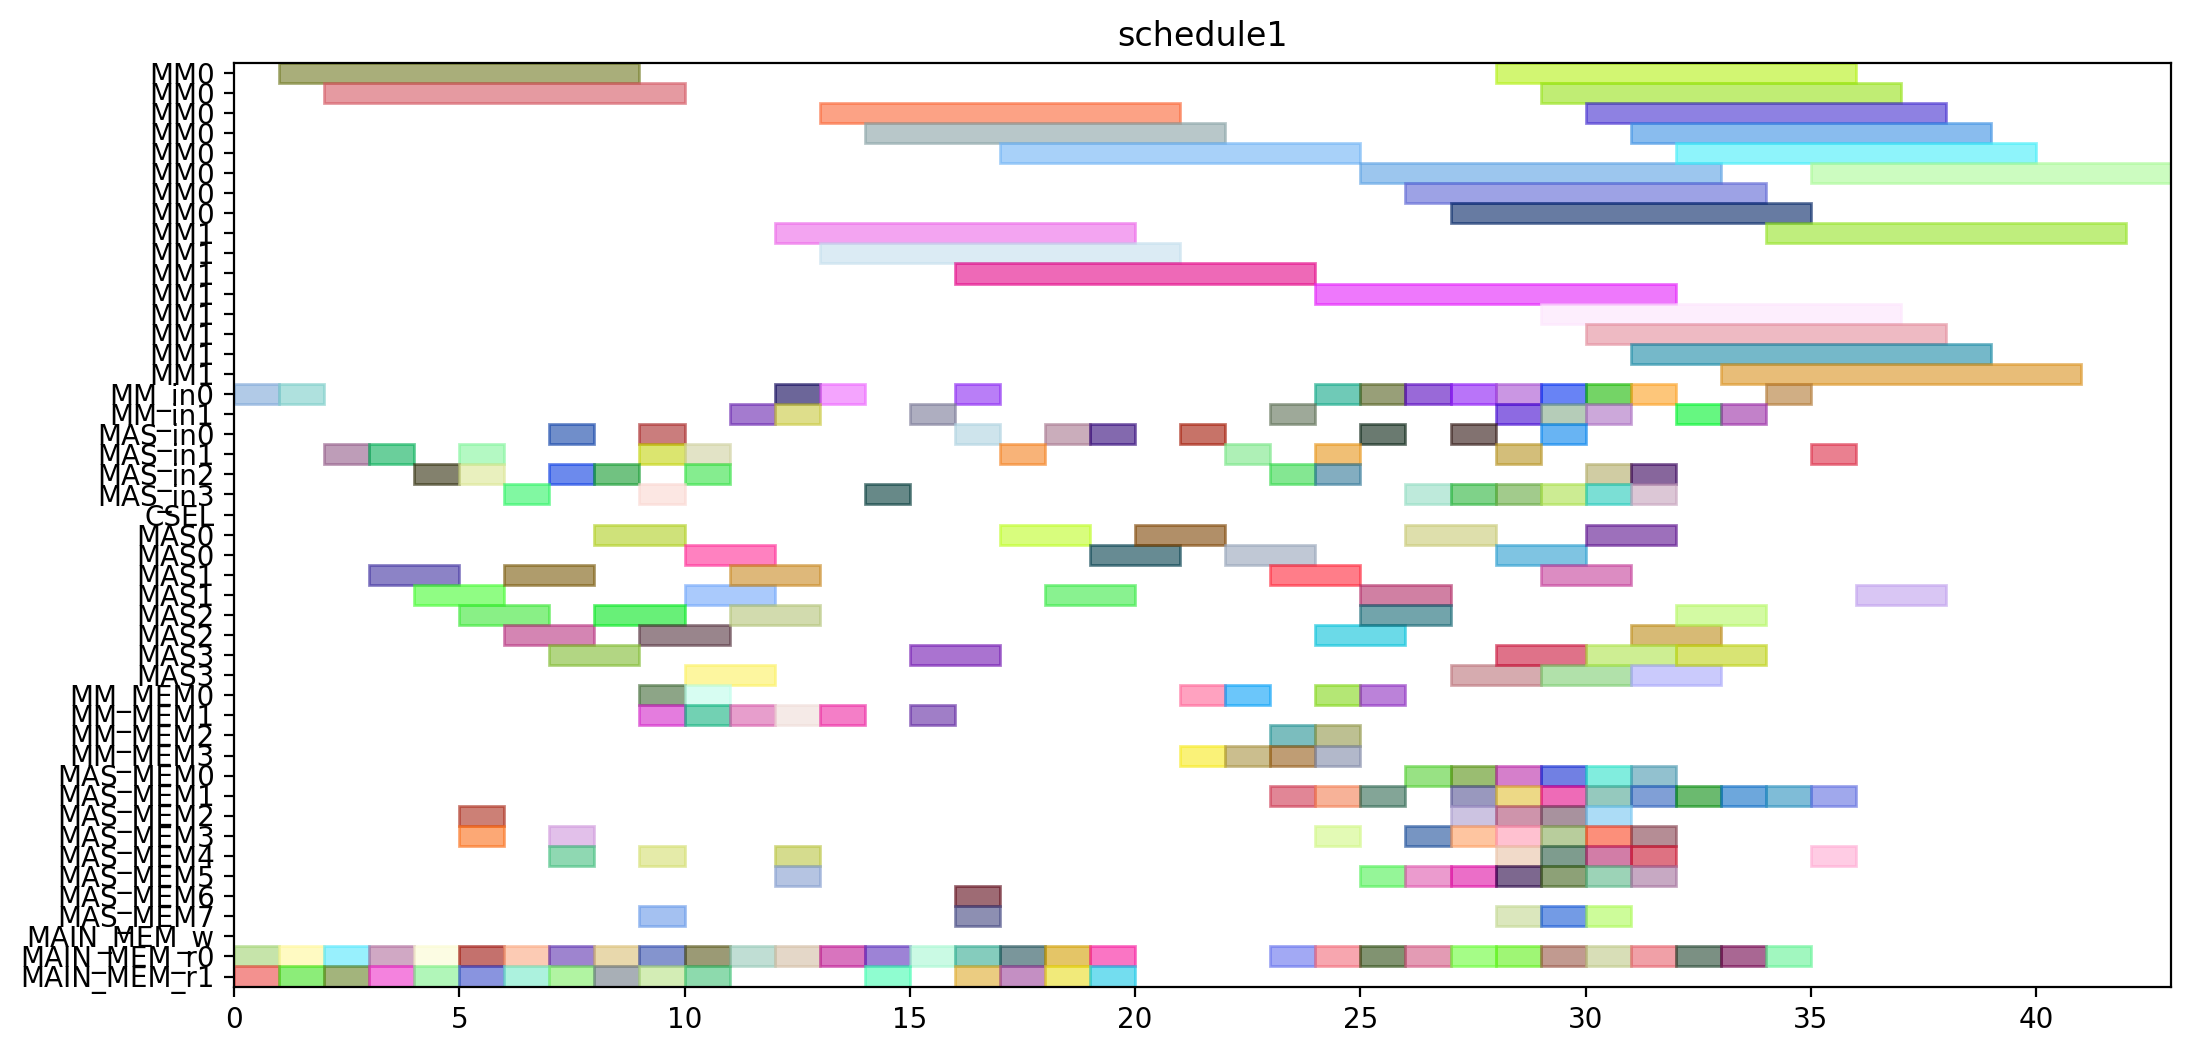 schedule1
MM0
MM0
MM0
MM0
MM0
MM0
MM0
MM0
MM1
MM1
MM1
MM1
MM1
MM1
MM1
MM1
MM_in0
MM_in1
MAS_in0
MAS_in1
MAS_in2
MAS_in3
CSEL
MAS0
MAS0
MAS1
MAS1
MAS2
MAS2
MAS3
MAS3
MM_MEM0
MM_MEM1
MM_MEM2
MM_MEM3
MAS_MEM0
MAS_MEM1
MAS_MEM2
MAS_MEM3
MAS_MEM4
MAS_MEM5
MAS_MEM6
MAS_MEM7
MAIN_MEM_w
MAIN_MEM_r0
MAIN_MEM_r1
0 5 10 15 20 25 30 35 40